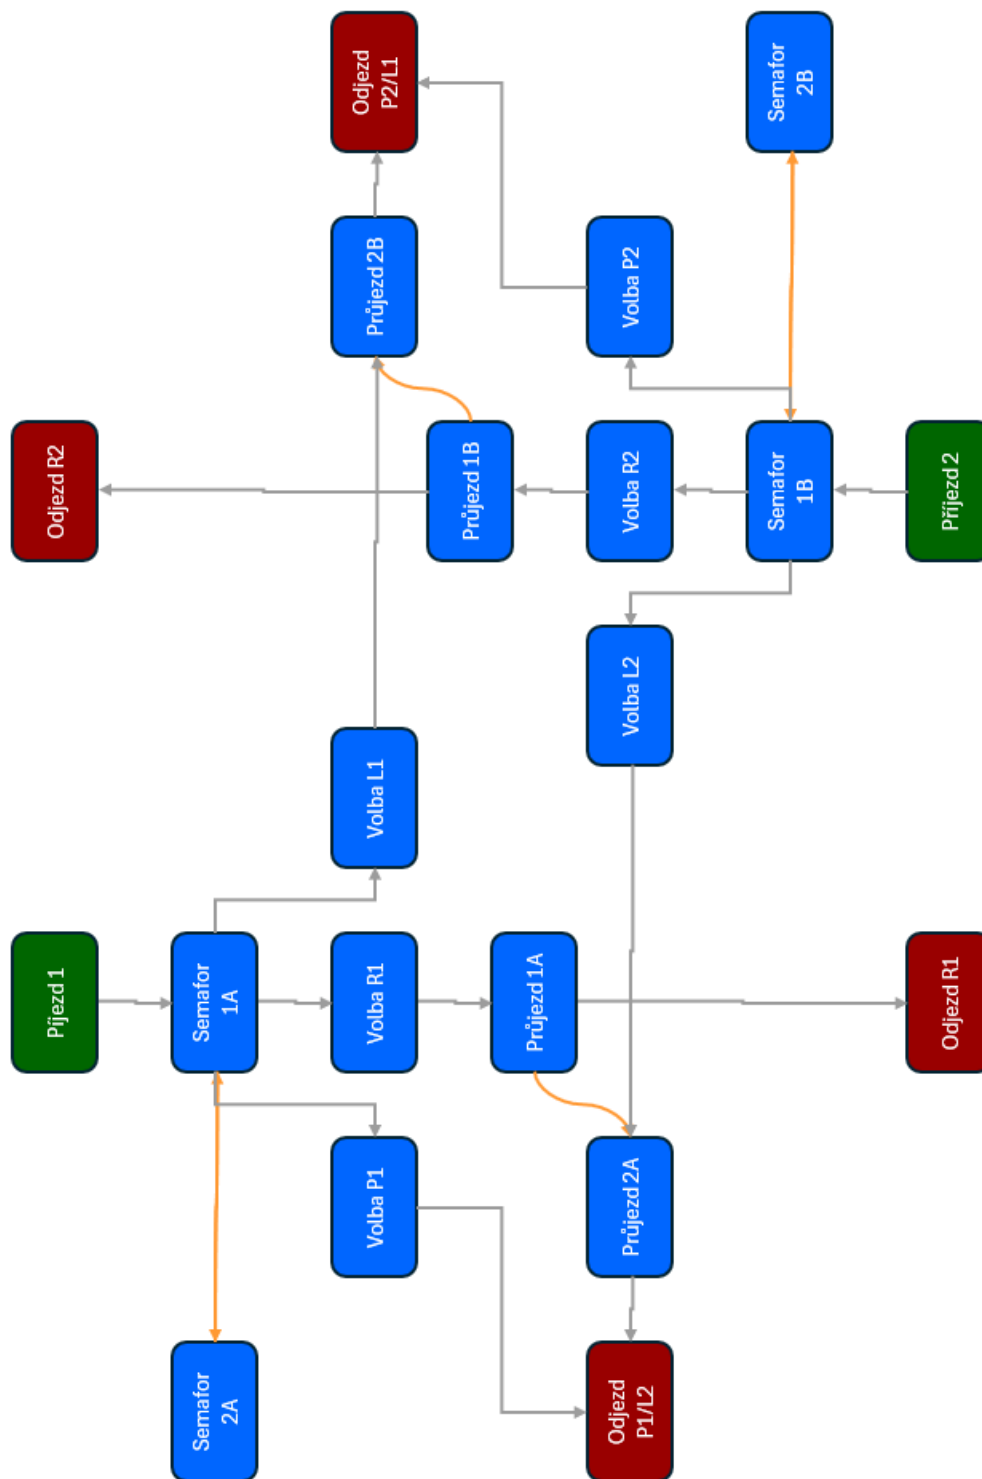 Píjezd 1
Odjezd R2
Semafor
2A
Semafor
1A
Volba P1
Volba R1
Volba L1
Průjezd 2B
Odjezd
P2/L1
Průjezd 1B
Průjezd 1A
Odjezd
P1/L2
Průjezd 2A
Volba L2
Volba R2
Volba P2
Semafor
1B
Semafor
2B
Odjezd R1
Příjezd 2